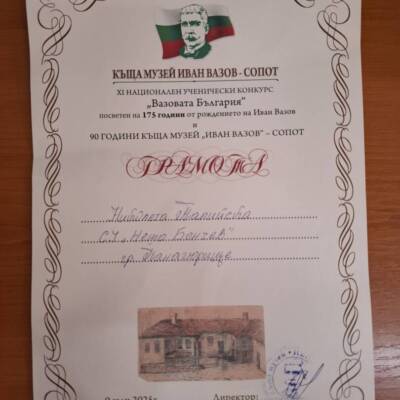 КЪЩА МУЗЕЙ ИВАН ВАЗОВ - СОПОТ
XI НАЦИОНАЛЕН УЧЕНИЧЕСКИ КОНКУРС
„Вазовата България"
посветен на 175 години от рождението на Иван Вазов
и
90 ГОДИНИ КЪЩА МУЗЕЙ „ИВАН ВАЗОВ" – СОПОТ
ГРАМОТА
СУ „Нешо Бончев"
гр. Панагюрище
2025г.
Директор: